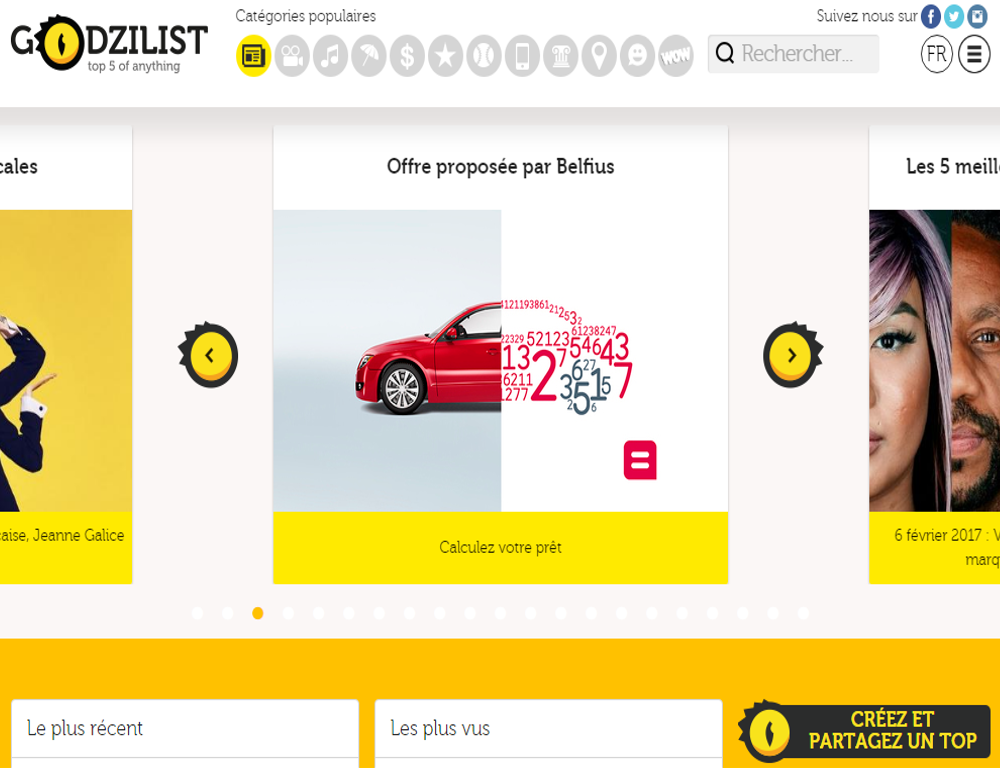 GODZILIST
top 5 of anything
Catégories populaires
WOW
Rechercher...
Suivez nous sur
FR
cales
Offre proposée par Belfius
Les 5 meill
aise, Jeanne Galice
Calculez votre prêt
6 février 2017 : V
marq
Le plus récent
Les plus vus
CRÉEZ ET
PARTAGEZ UN TOP